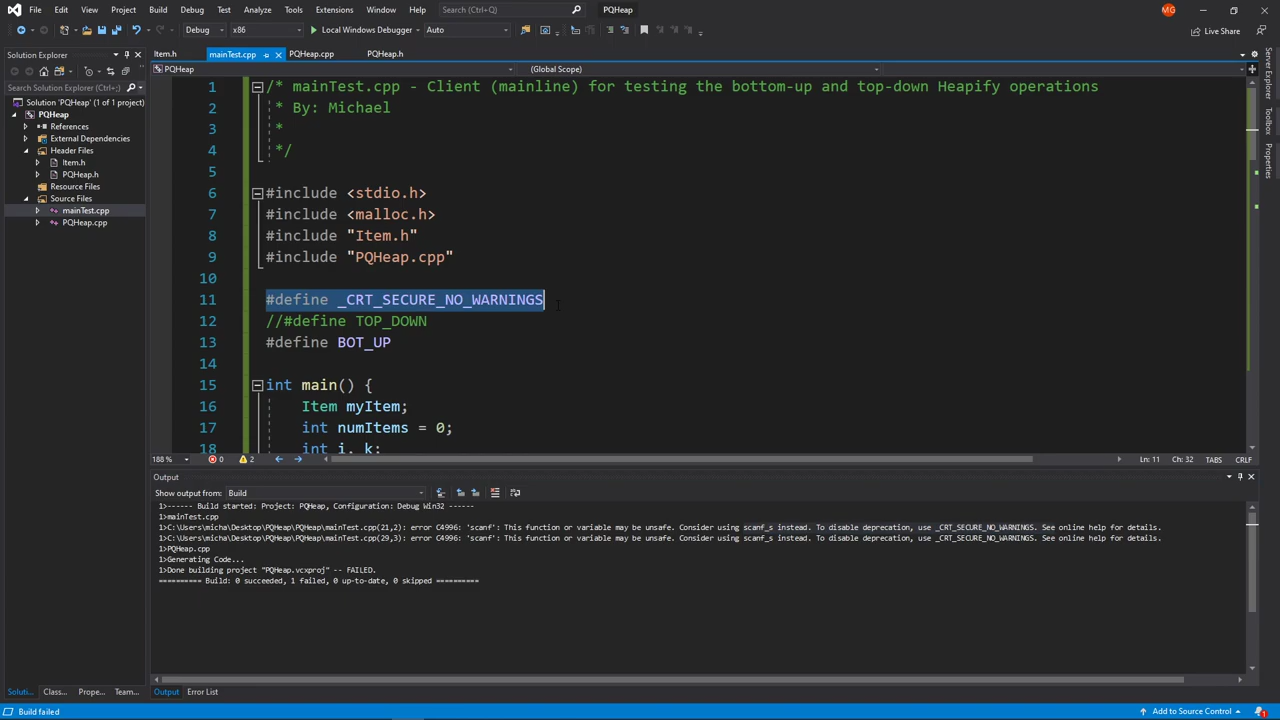 File Edit View Project Build Debug Test Analyze Tools Extensions Window Help Search (Ctrl+;) PQHeap MG
Debug x86 Local Windows Debugger Auto Live Share
Solution Explorer
Item.h mainTest.cpp PQHeap.cpp PQHeap.h
PQHeap (Global Scope)
Search Solution Explorer (Ctrl+;)
Solution 'PQHeap' (1 of 1 project)
PQHeap
References
External Dependencies
Header Files
Item.h
PQHeap.h
Resource Files
Source Files
mainTest.cpp
PQHeap.cpp
1 /* mainTest.cpp - Client (mainline) for testing the bottom-up and top-down Heapify operations
2 * By: Michael
3 *
4 */
5
6 #include <stdio.h>
7 #include <malloc.h>
8 #include "Item.h"
9 #include "PQHeap.cpp"
10
11 #define _CRT_SECURE_NO_WARNINGS
12 //#define TOP_DOWN
13 #define BOT_UP
14
15 int main() {
16 Item myItem;
17 int numItems = 0;
18 int i, k;
188 % 0 2 Ln: 11 Ch: 32 TABS CRLF
Output
Show output from: Build
1>------ Build started: Project: PQHeap, Configuration: Debug Win32 ------
1>mainTest.cpp
1>C:\Users\micha\Desktop\PQHeap\PQHeap\mainTest.cpp(21,2): error C4996: 'scanf': This function or variable may be unsafe. Consider using scanf_s instead. To disable deprecation, use _CRT_SECURE_NO_WARNINGS. See online help for details.
1>C:\Users\micha\Desktop\PQHeap\PQHeap\mainTest.cpp(29,3): error C4996: 'scanf': This function or variable may be unsafe. Consider using scanf_s instead. To disable deprecation, use _CRT_SECURE_NO_WARNINGS. See online help for details.
1>PQHeap.cpp
1>Generating Code...
1>Done building project "PQHeap.vcxproj" -- FAILED.
========== Build: 0 succeeded, 1 failed, 0 up-to-date, 0 skipped ==========
Soluti... Class... Prope... Team... Output Error List
Build failed Add to Source Control 1
Server Explorer
Toolbox
Properties